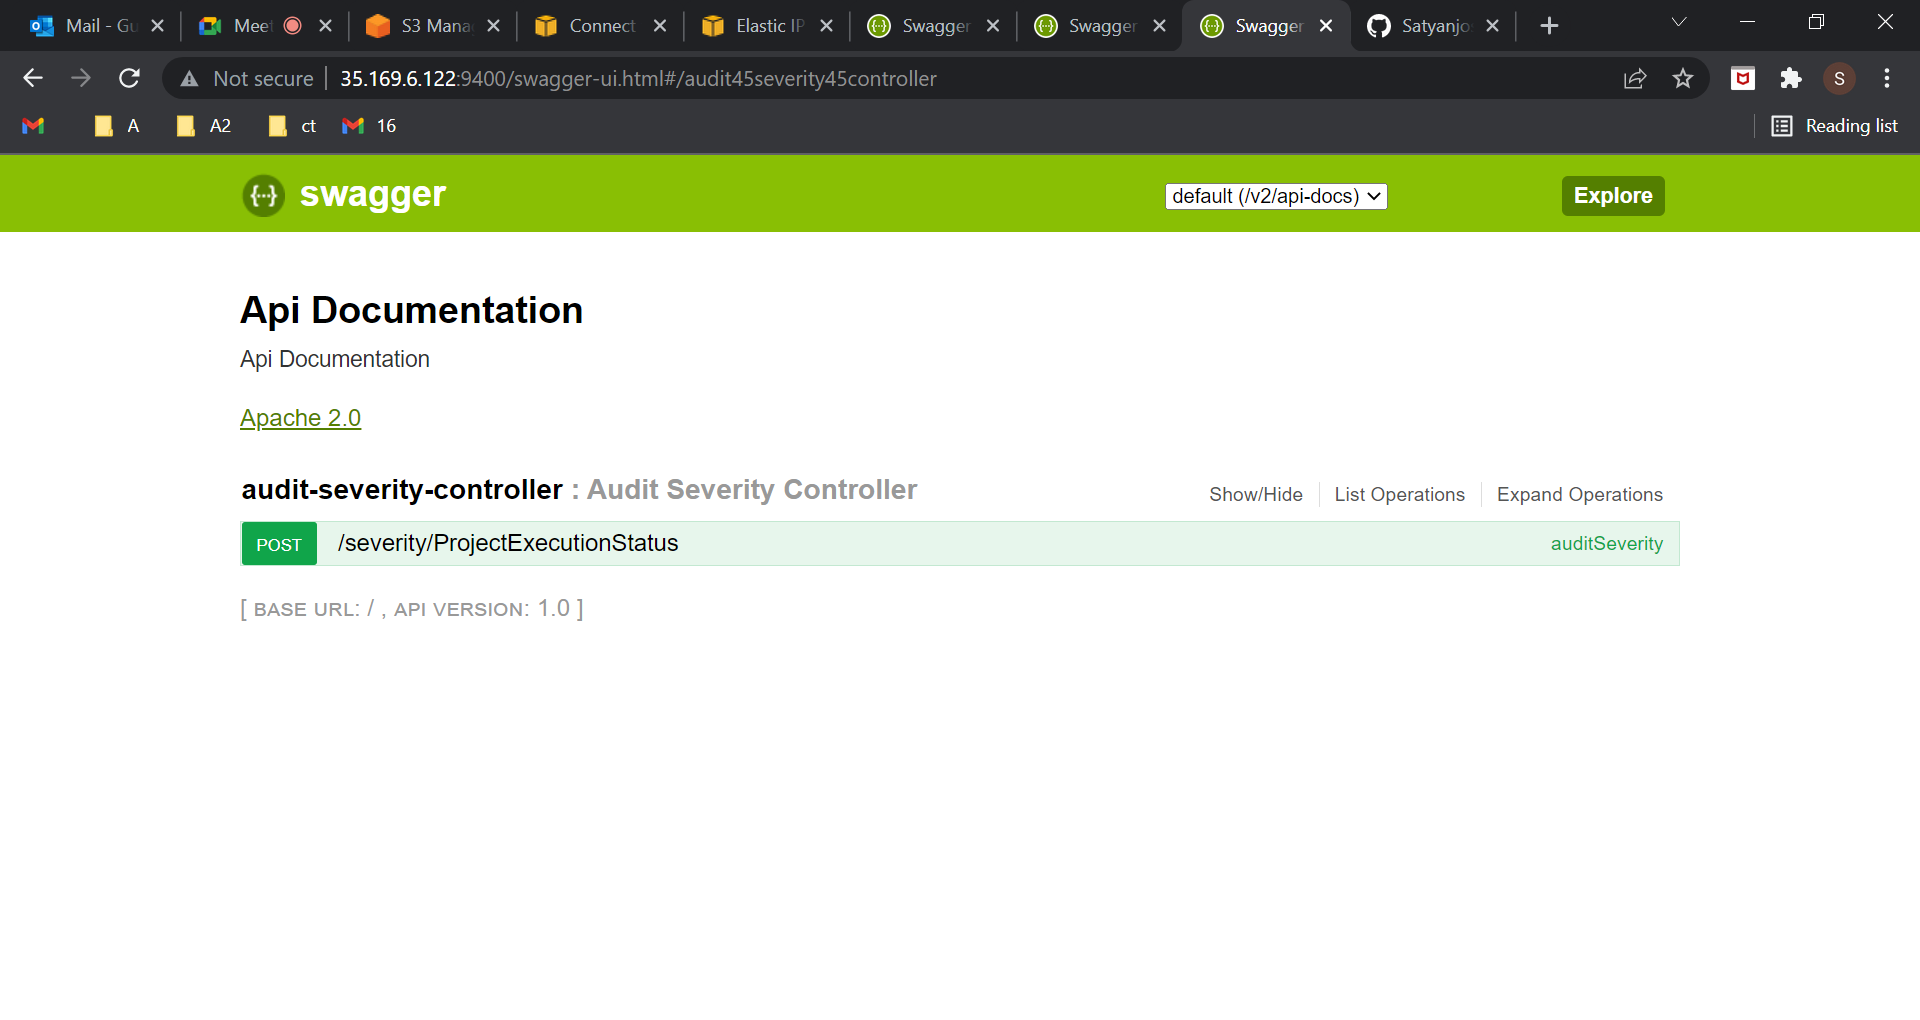 Mail - Gu Meet S3 Mana Connect Elastic IP Swagger Swagger Swagger Satyanjo
Not secure 35.169.6.122:9400/swagger-ui.html#/audit45severity45controller S
A A2 ct 16 Reading list
swagger default (/v2/api-docs) Explore
Api Documentation
Api Documentation
Apache 2.0
audit-severity-controller : Audit Severity Controller Show/Hide List Operations Expand Operations
POST /severity/ProjectExecutionStatus auditSeverity
[ BASE URL: / , API VERSION: 1.0 ]